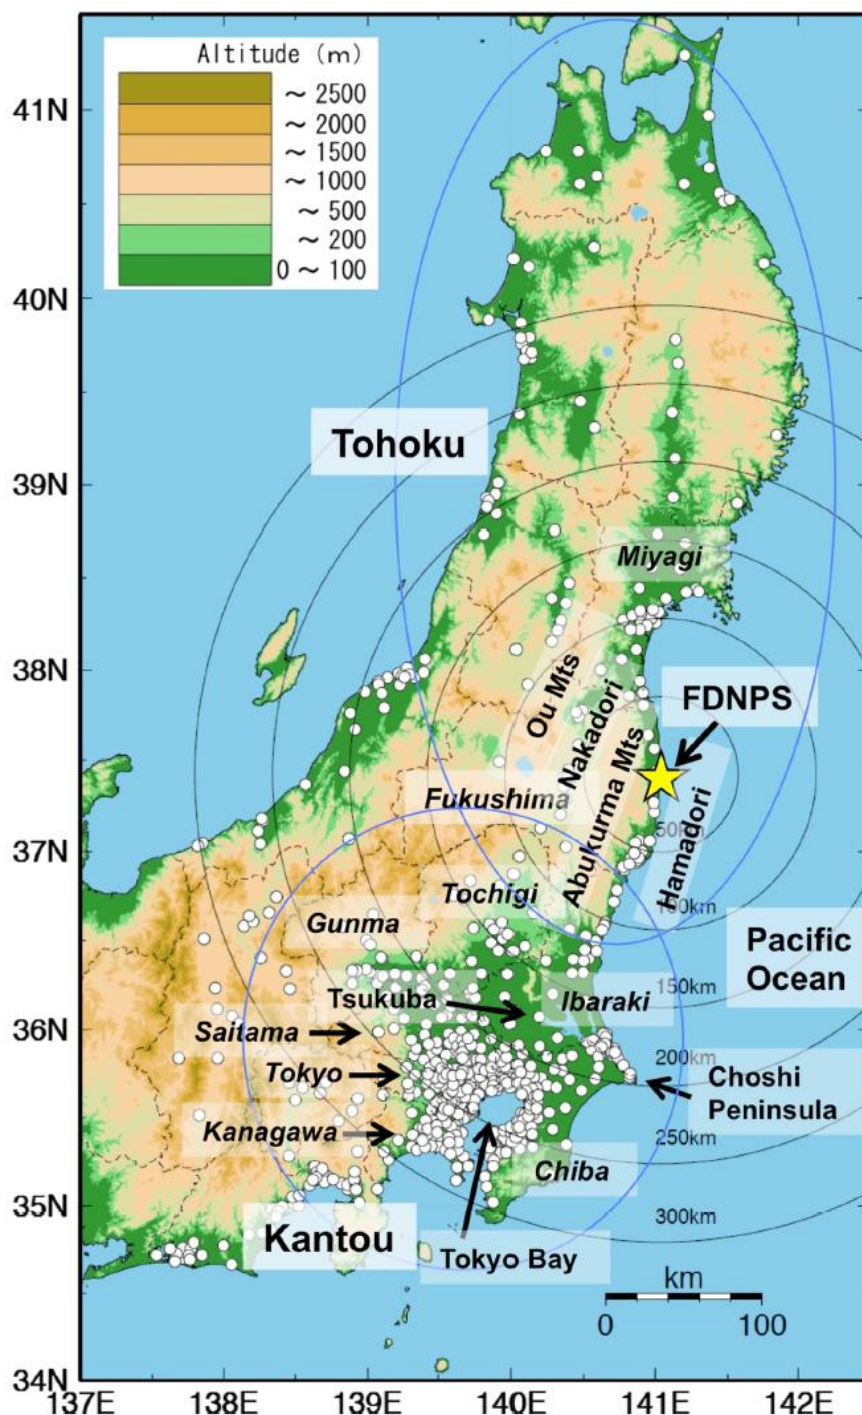 Altitude (m)
~ 2500
~ 2000
~ 1500
~ 1000
~ 500
~ 200
0 ~ 100
41N
40N
39N
38N
37N
36N
35N
34N
Tohoku
Miyagi
Ou Mts
Nakadori
Abukurma Mts
FDNPS
Hamadori
Fukushima
50km
100km
150km
200km
250km
300km
Tochigi
Gunma
Pacific
Ocean
Tsukuba
Ibaraki
Saitama
Tokyo
Choshi
Peninsula
Kanagawa
Chiba
Kantou
Tokyo Bay
km
0 100
137E 138E 139E 140E 141E 142E